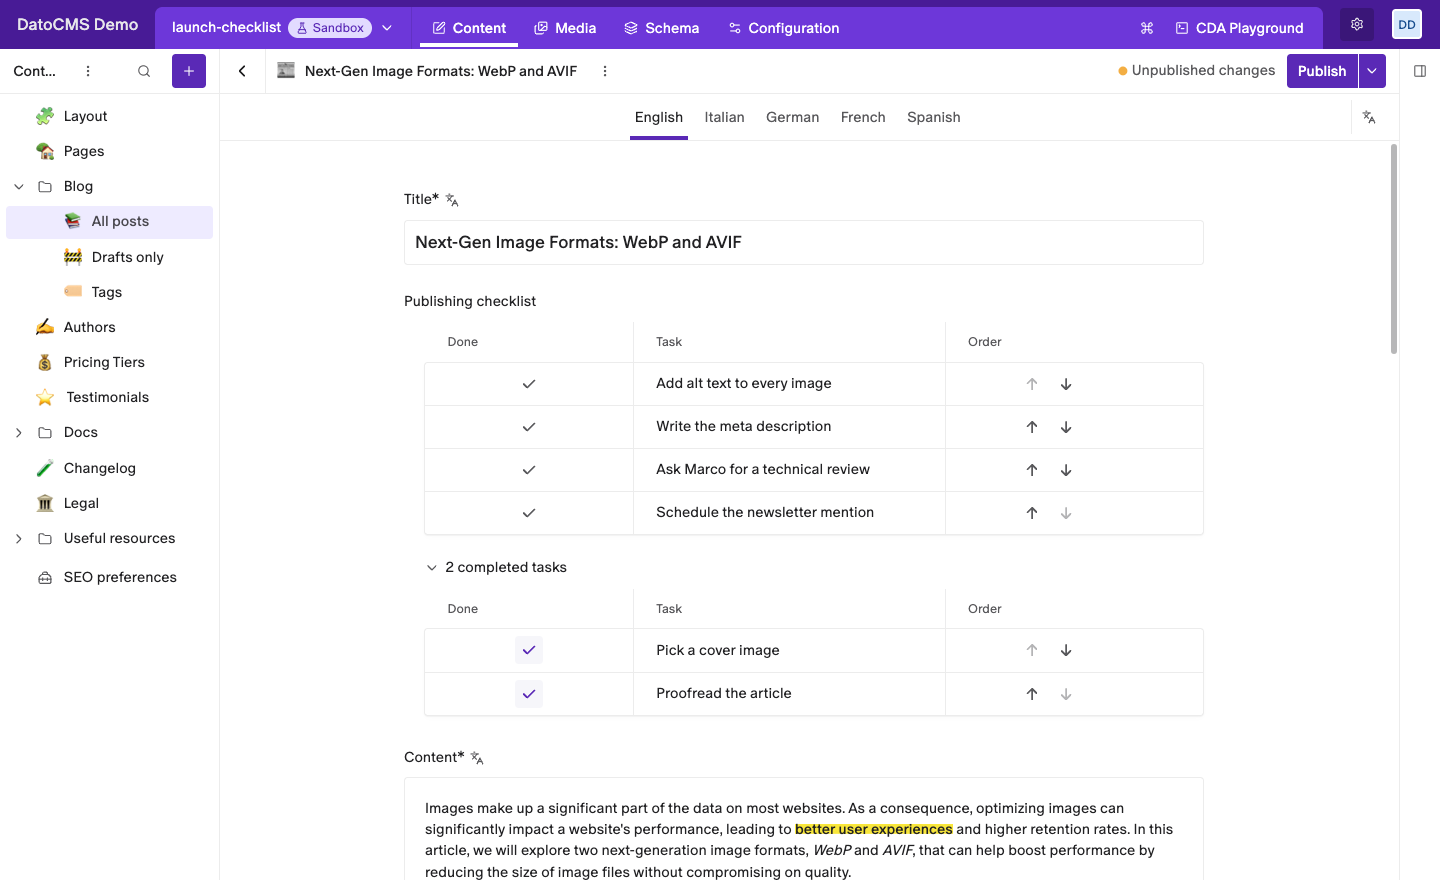 DatoCMS Demo
launch-checklist
Sandbox
Content
Media
Schema
Configuration
CDA Playground
DD
Cont...
Next-Gen Image Formats: WebP and AVIF
Unpublished changes
Publish
Layout
Pages
Blog
All posts
Drafts only
Tags
Authors
Pricing Tiers
Testimonials
Docs
Changelog
Legal
Useful resources
SEO preferences
English
Italian
German
French
Spanish
Title*
Next-Gen Image Formats: WebP and AVIF
Publishing checklist
Done Task Order
Add alt text to every image
Write the meta description
Ask Marco for a technical review
Schedule the newsletter mention
2 completed tasks
Done Task Order
Pick a cover image
Proofread the article
Content*
Images make up a significant part of the data on most websites. As a consequence, optimizing images can
significantly impact a website's performance, leading to better user experiences and higher retention rates. In this
article, we will explore two next-generation image formats, WebP and AVIF, that can help boost performance by
reducing the size of image files without compromising on quality.